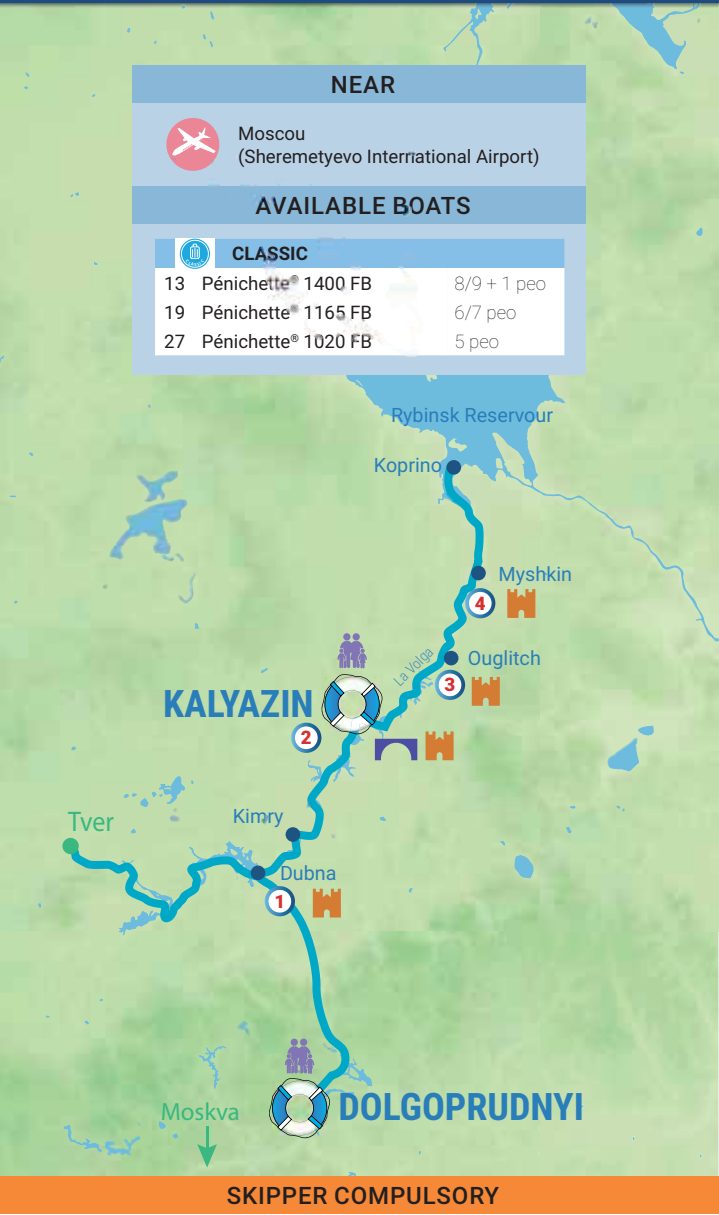 NEAR
Moscou
(Sheremetyevo International Airport)
AVAILABLE BOATS
CLASSIC
13 Pénichette® 1400 FB 8/9 + 1 peo
19 Pénichette® 1165 FB 6/7 peo
27 Pénichette® 1020 FB 5 peo
Rybinsk Reservour
Koprino
Myshkin
4
La Volga
Ouglitch
3
KALYAZIN
2
Kimry
Tver
Dubna
1
DOLGOPRUDNYI
Moskva
SKIPPER COMPULSORY